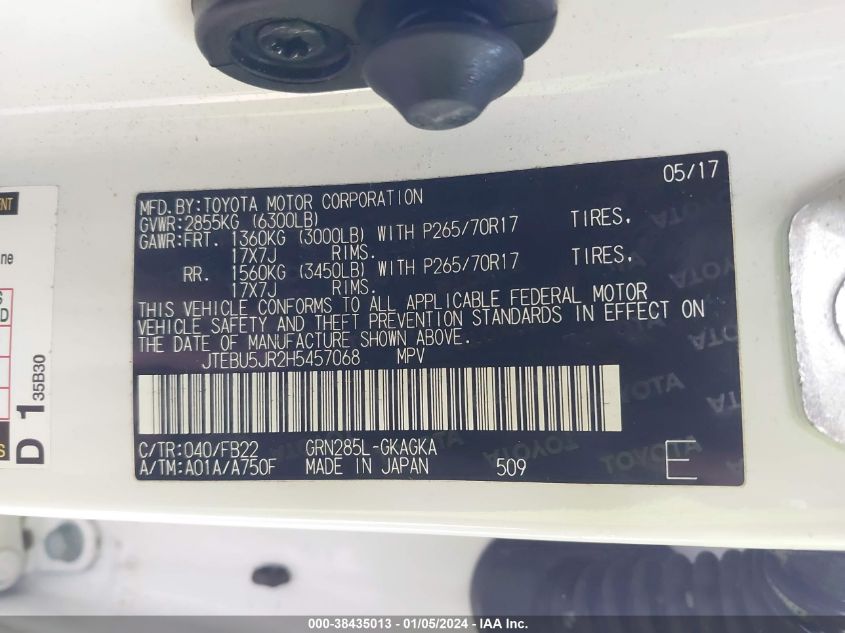 05/17
MFD.BY:TOYOTA MOTOR CORPORATION
GVWR:2855KG (6300LB)
GAWR:FRT. 1360KG (3000LB) WITH P265/70R17 TIRES,
17X7J RIMS.
RR. 1560KG (3450LB) WITH P265/70R17 TIRES,
17X7J RIMS.
THIS VEHICLE CONFORMS TO ALL APPLICABLE FEDERAL MOTOR
VEHICLE SAFETY AND THEFT PREVENTION STANDARDS IN EFFECT ON
THE DATE OF MANUFACTURE SHOWN ABOVE.
JTEBU5JR2H5457068 MPV
C/TR:040/FB22 GRN285L-GKAGKA
A/TM:A01A/A750F MADE IN JAPAN 509 E
TOYOTA
TOYOTA
D 1 35B30
000-38435013 - 01/05/2024 - IAA Inc.